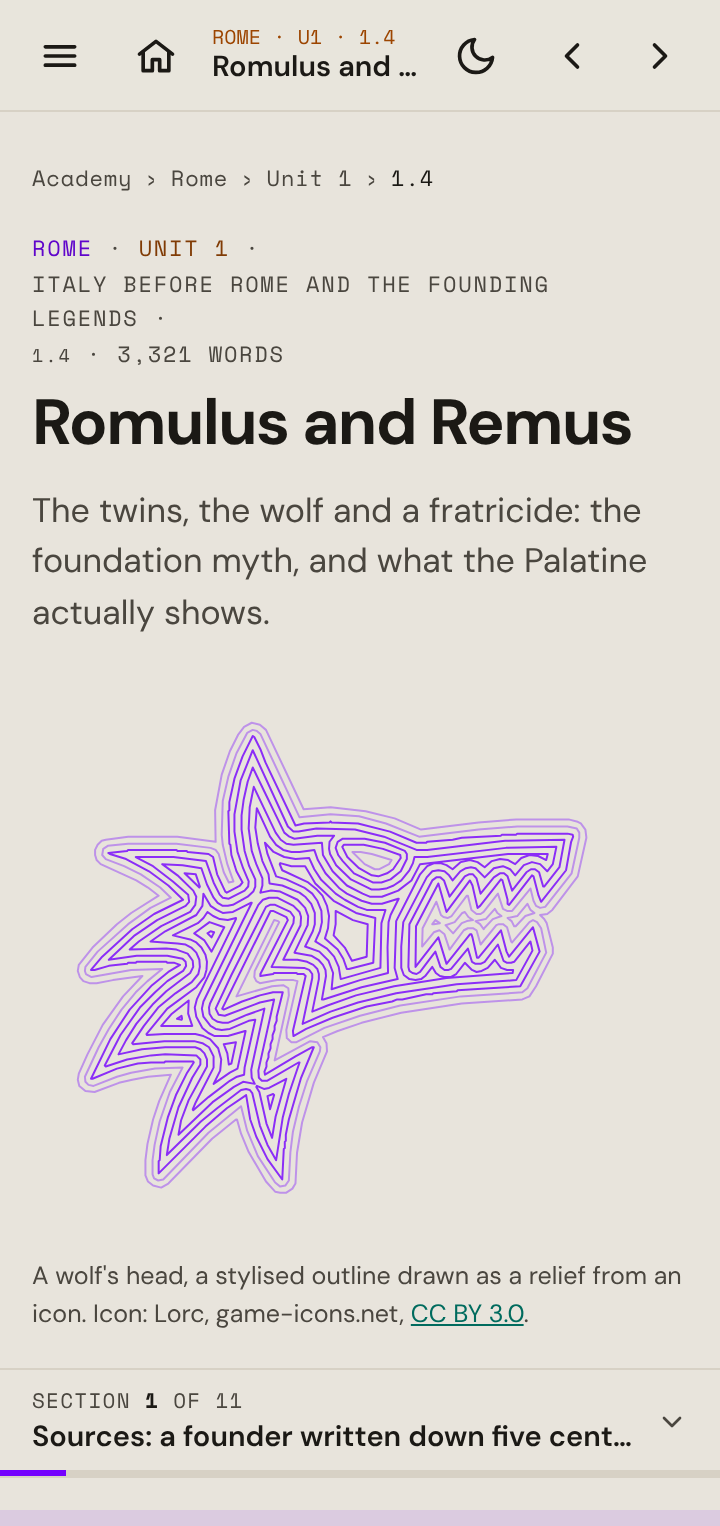 ROME · U1 · 1.4
Romulus and ...
Academy › Rome › Unit 1 › 1.4
ROME · UNIT 1 ·
ITALY BEFORE ROME AND THE FOUNDING
LEGENDS ·
1.4 · 3,321 WORDS
Romulus and Remus
The twins, the wolf and a fratricide: the
foundation myth, and what the Palatine
actually shows.
A wolf's head, a stylised outline drawn as a relief from an
icon. Icon: Lorc, game-icons.net, CC BY 3.0.
SECTION 1 OF 11
Sources: a founder written down five cent...